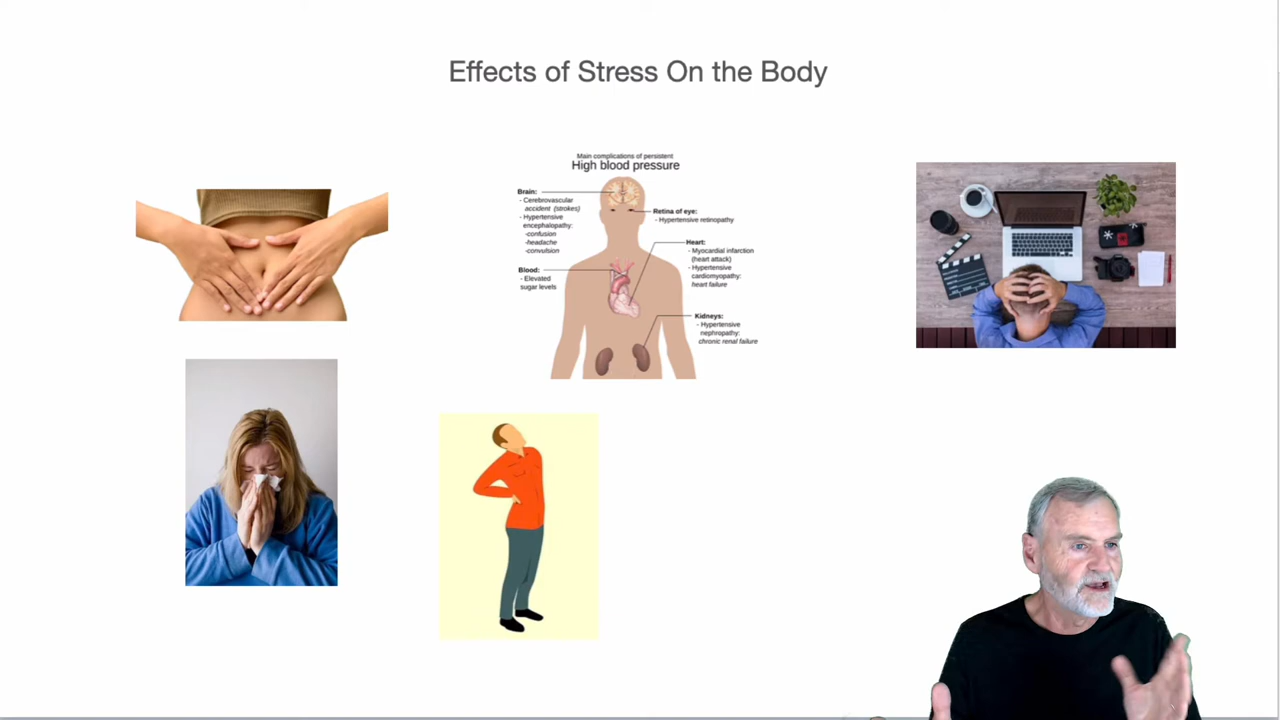 Effects of Stress On the Body
Main complications of persistent
High blood pressure
Brain:
- Cerebrovascular
accident (strokes)
- Hypertensive
encephalopathy:
-confusion
-headache
-convulsion
Blood:
- Elevated
sugar levels
Retina of eye:
- Hypertensive retinopathy
Heart:
- Myocardial infarction
(heart attack)
- Hypertensive
cardiomyopathy:
heart failure
Kidneys:
- Hypertensive
nephropathy:
chronic renal failure